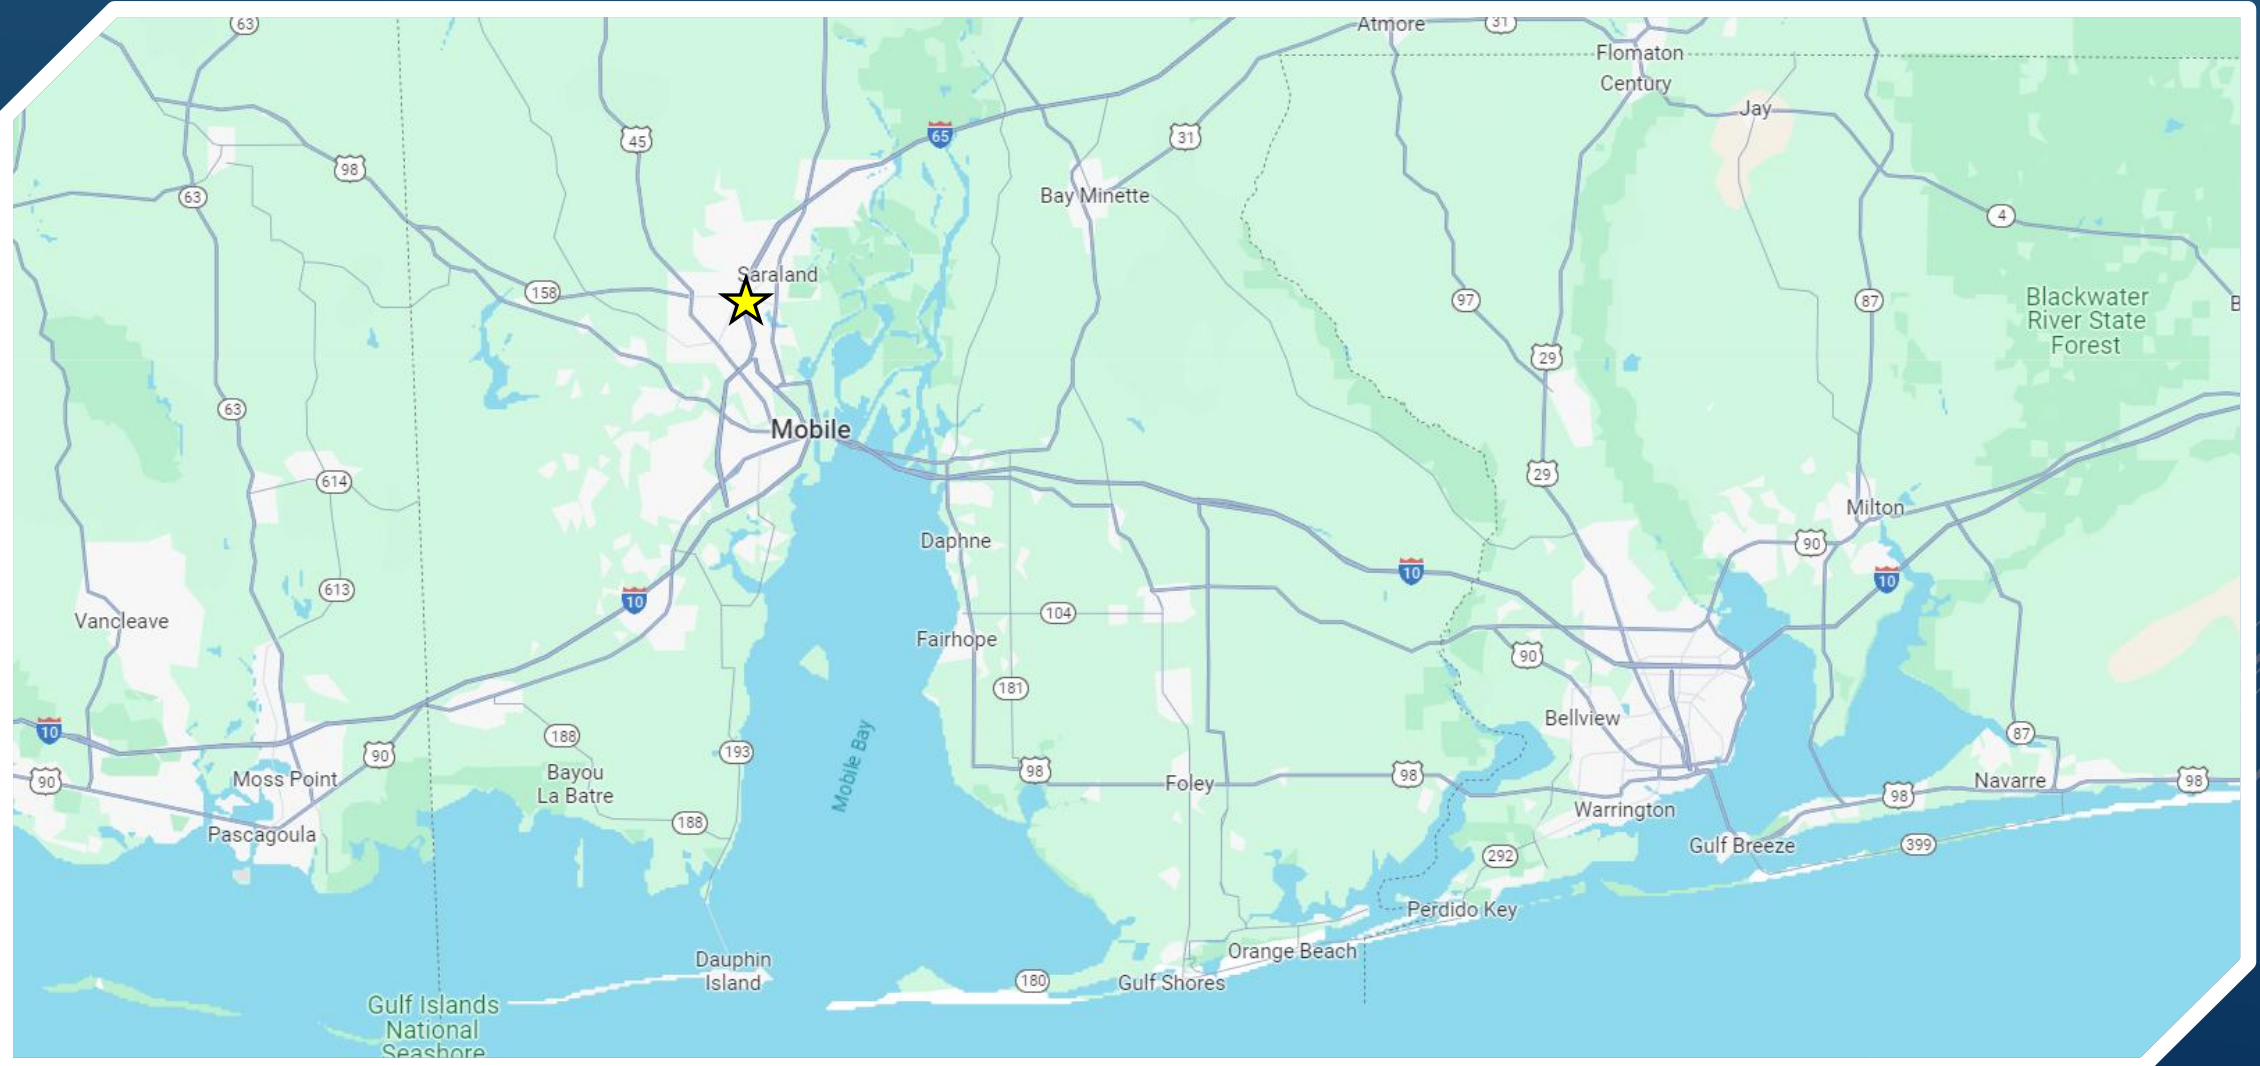 63
Atmore
31
Flomaton
Century
Jay
65
45
31
98
63
Bay Minette
4
Saraland
158
97
87
Blackwater
River State
Forest
B
29
63
Mobile
614
29
Milton
Daphne
90
10
10
613
10
104
Vancleave
Fairhope
90
181
Bellview
10
188
193
87
90
98
98
90
Moss Point
Bayou
La Batre
Foley
Navarre
98
98
Mobile Bay
188
Warrington
Pascagoula
Gulf Breeze
399
292
Perdido Key
Orange Beach
Dauphin
Island
180
Gulf Shores
Gulf Islands
National
Seashore